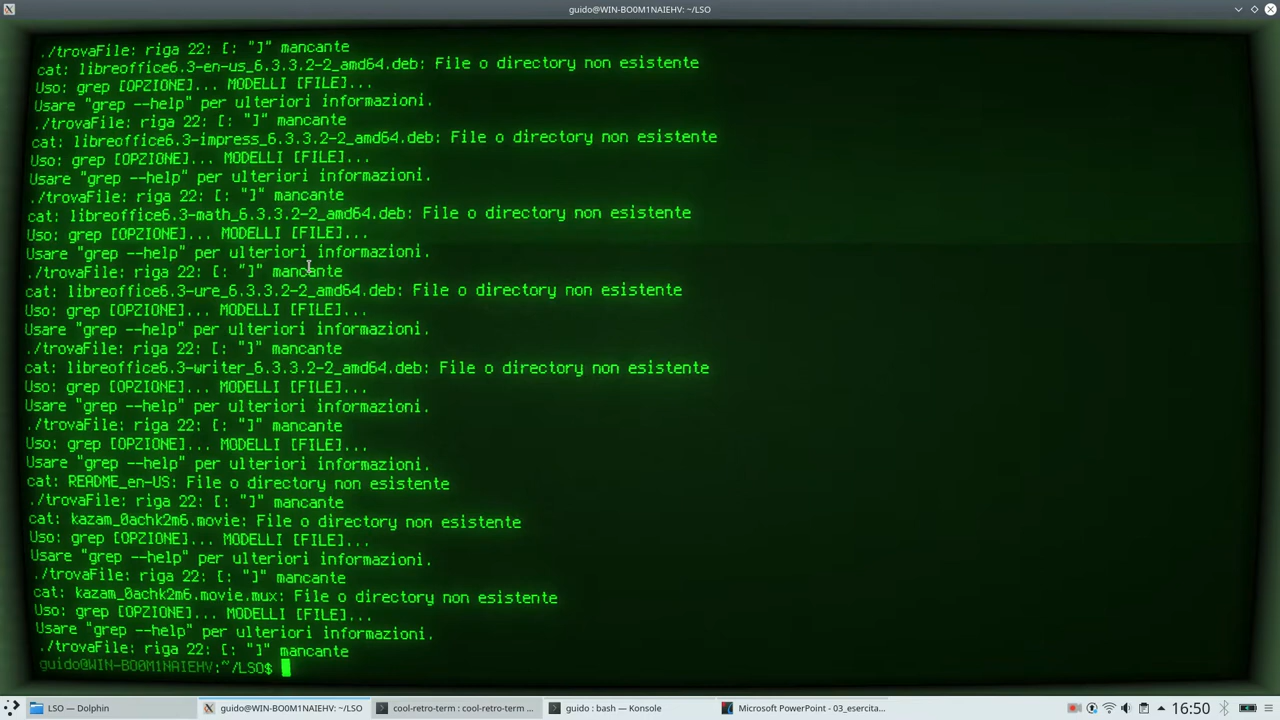 guido@WIN-BO0M1NAIEHV: ~/LSO
./trovaFile: riga 22: [: "]" mancante
cat: libreoffice6.3-en-us_6.3.3.2-2_amd64.deb: File o directory non esistente
Uso: grep [OPZIONE]... MODELLI [FILE]...
Usare "grep --help" per ulteriori informazioni.
./trovaFile: riga 22: [: "]" mancante
cat: libreoffice6.3-impress_6.3.3.2-2_amd64.deb: File o directory non esistente
Uso: grep [OPZIONE]... MODELLI [FILE]...
Usare "grep --help" per ulteriori informazioni.
./trovaFile: riga 22: [: "]" mancante
cat: libreoffice6.3-math_6.3.3.2-2_amd64.deb: File o directory non esistente
Uso: grep [OPZIONE]... MODELLI [FILE]...
Usare "grep --help" per ulteriori informazioni.
./trovaFile: riga 22: [: "]" mancante
cat: libreoffice6.3-ure_6.3.3.2-2_amd64.deb: File o directory non esistente
Uso: grep [OPZIONE]... MODELLI [FILE]...
Usare "grep --help" per ulteriori informazioni.
./trovaFile: riga 22: [: "]" mancante
cat: libreoffice6.3-writer_6.3.3.2-2_amd64.deb: File o directory non esistente
Uso: grep [OPZIONE]... MODELLI [FILE]...
Usare "grep --help" per ulteriori informazioni.
./trovaFile: riga 22: [: "]" mancante
Uso: grep [OPZIONE]... MODELLI [FILE]...
Usare "grep --help" per ulteriori informazioni.
cat: README_en-US: File o directory non esistente
./trovaFile: riga 22: [: "]" mancante
cat: kazam_0achk2m6.movie: File o directory non esistente
Uso: grep [OPZIONE]... MODELLI [FILE]...
Usare "grep --help" per ulteriori informazioni.
./trovaFile: riga 22: [: "]" mancante
cat: kazam_0achk2m6.movie.mux: File o directory non esistente
Uso: grep [OPZIONE]... MODELLI [FILE]...
Usare "grep --help" per ulteriori informazioni.
./trovaFile: riga 22: [: "]" mancante
guido@WIN-BO0M1NAIEHV:~/LSO$
LSO — Dolphin
guido@WIN-BO0M1NAIEHV: ~/LSO
cool-retro-term : cool-retro-term ...
guido : bash — Konsole
Microsoft PowerPoint - 03_esercita...
16:50